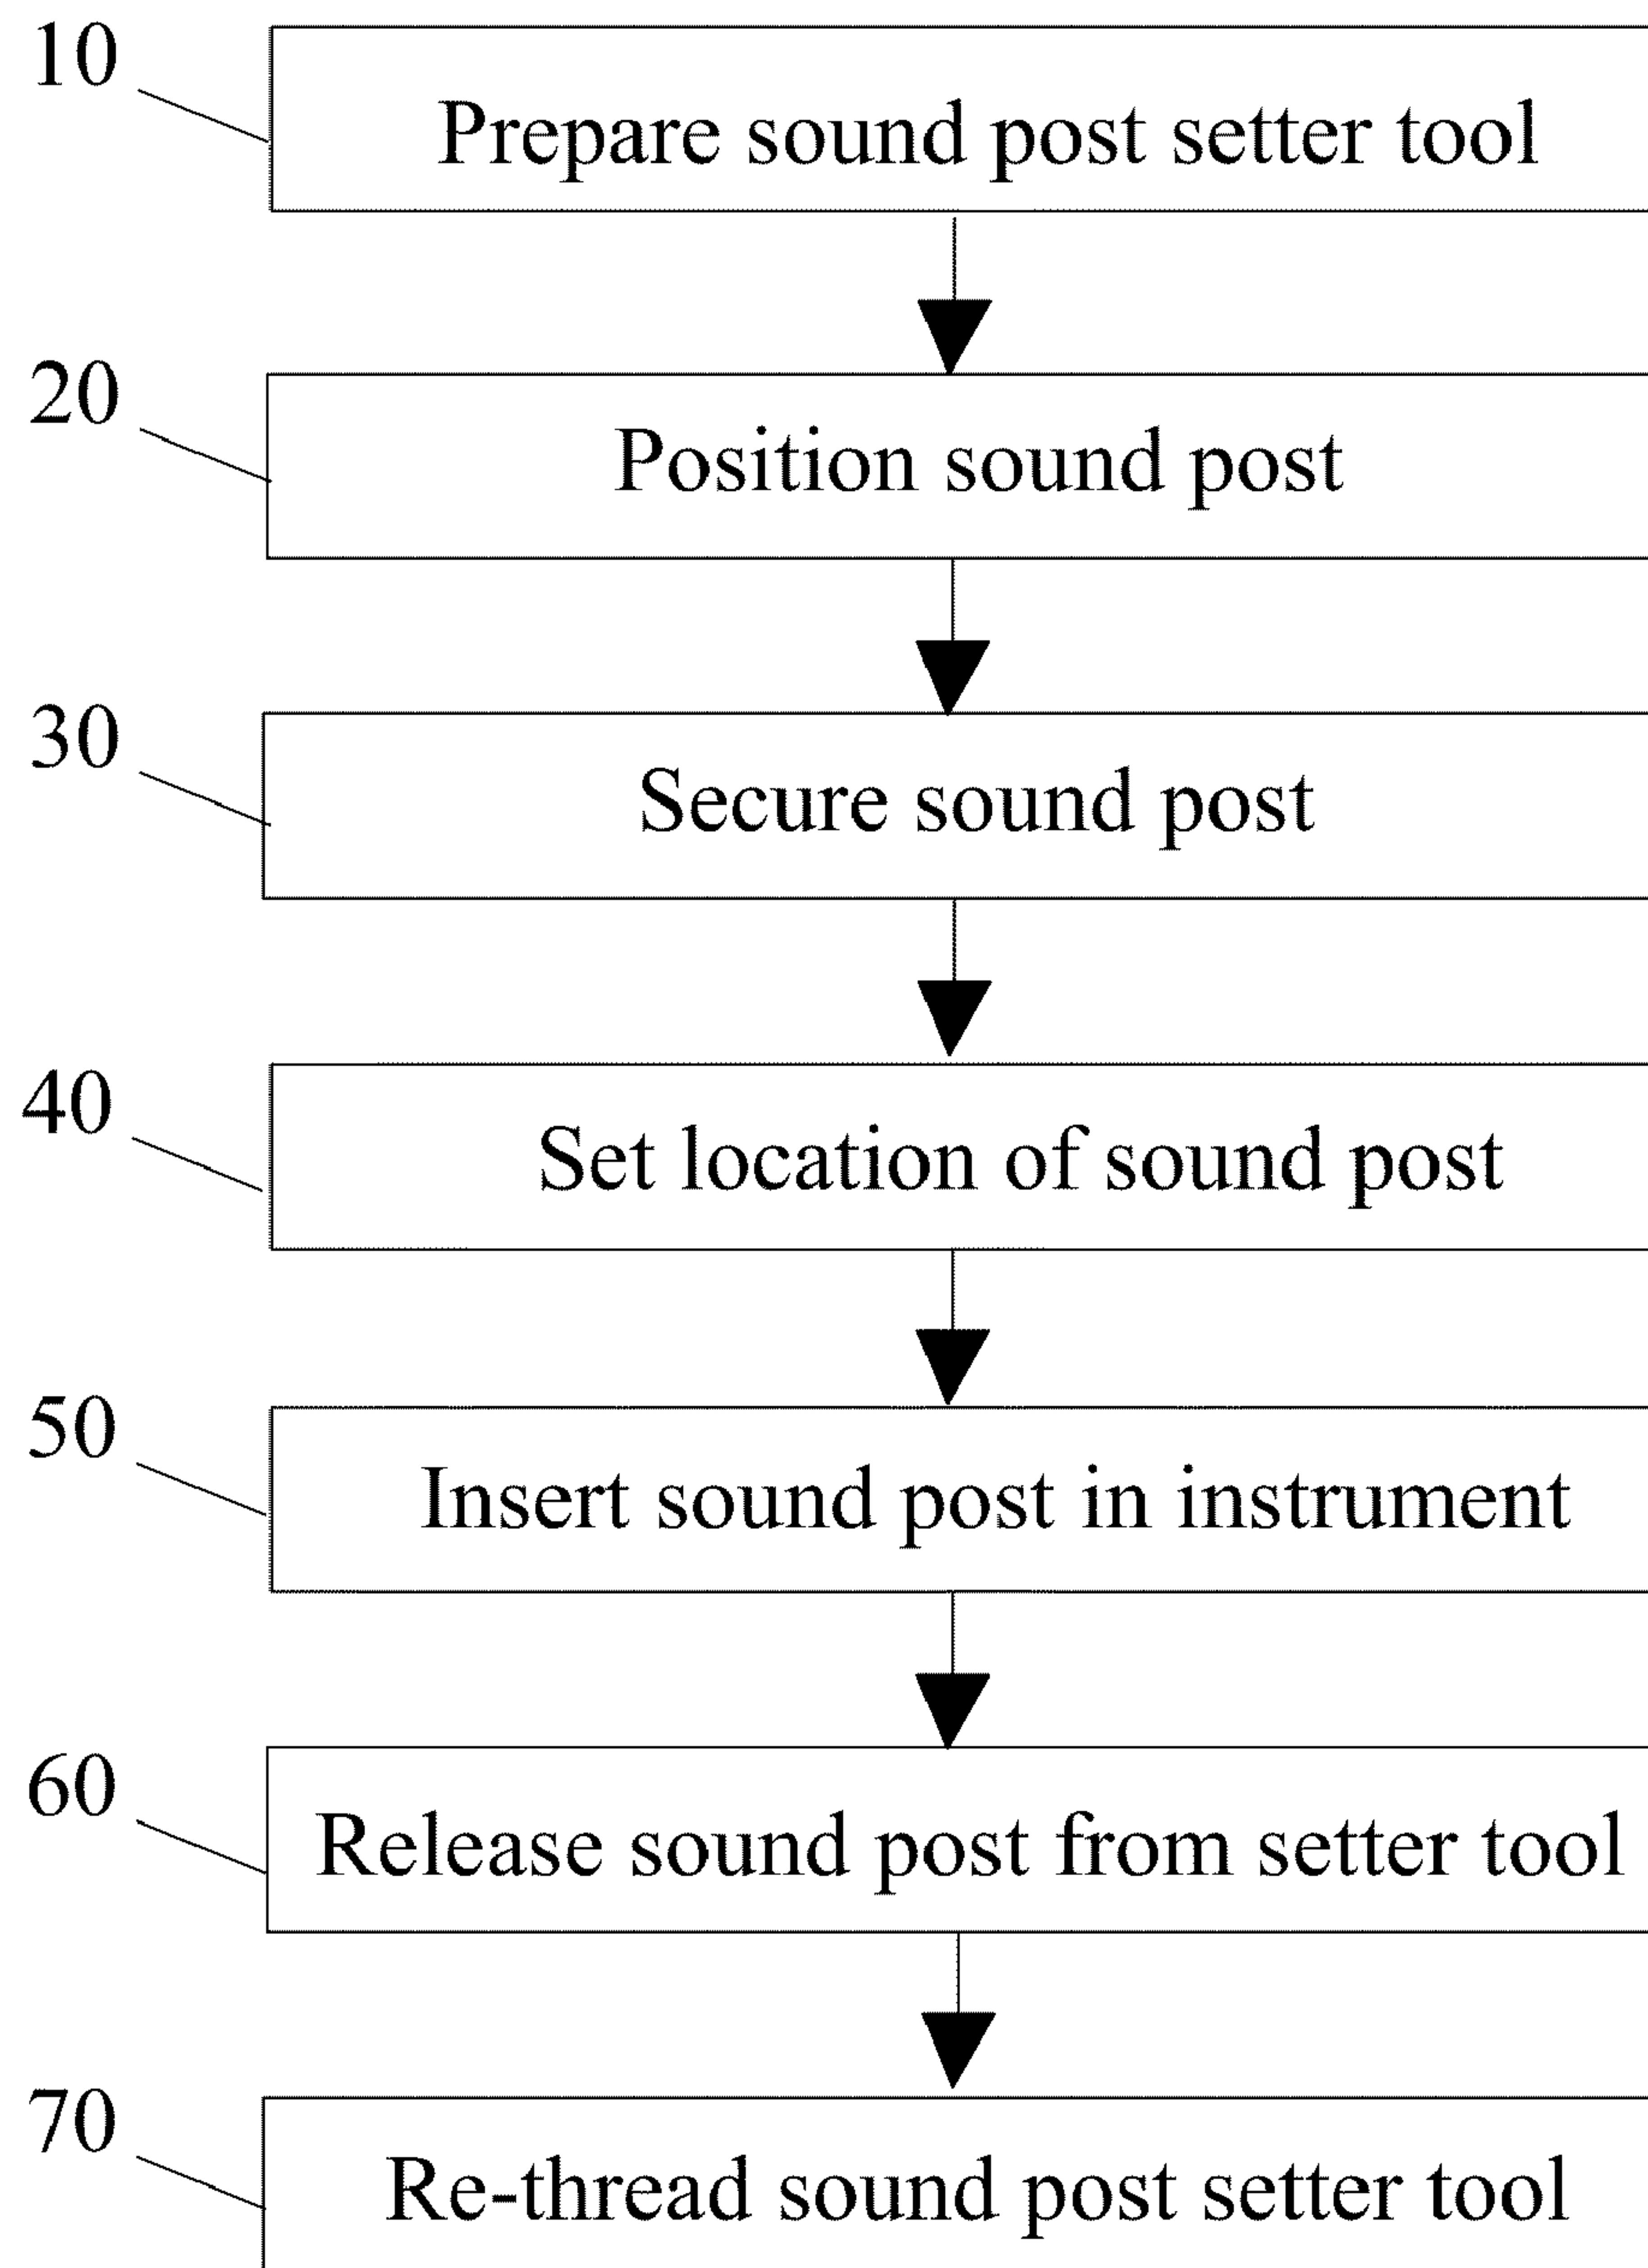 10
Prepare sound post setter tool
20
Position sound post
30
Secure sound post
40
Set location of sound post
50
Insert sound post in instrument
60
Release sound post from setter tool
70
Re-thread sound post setter tool